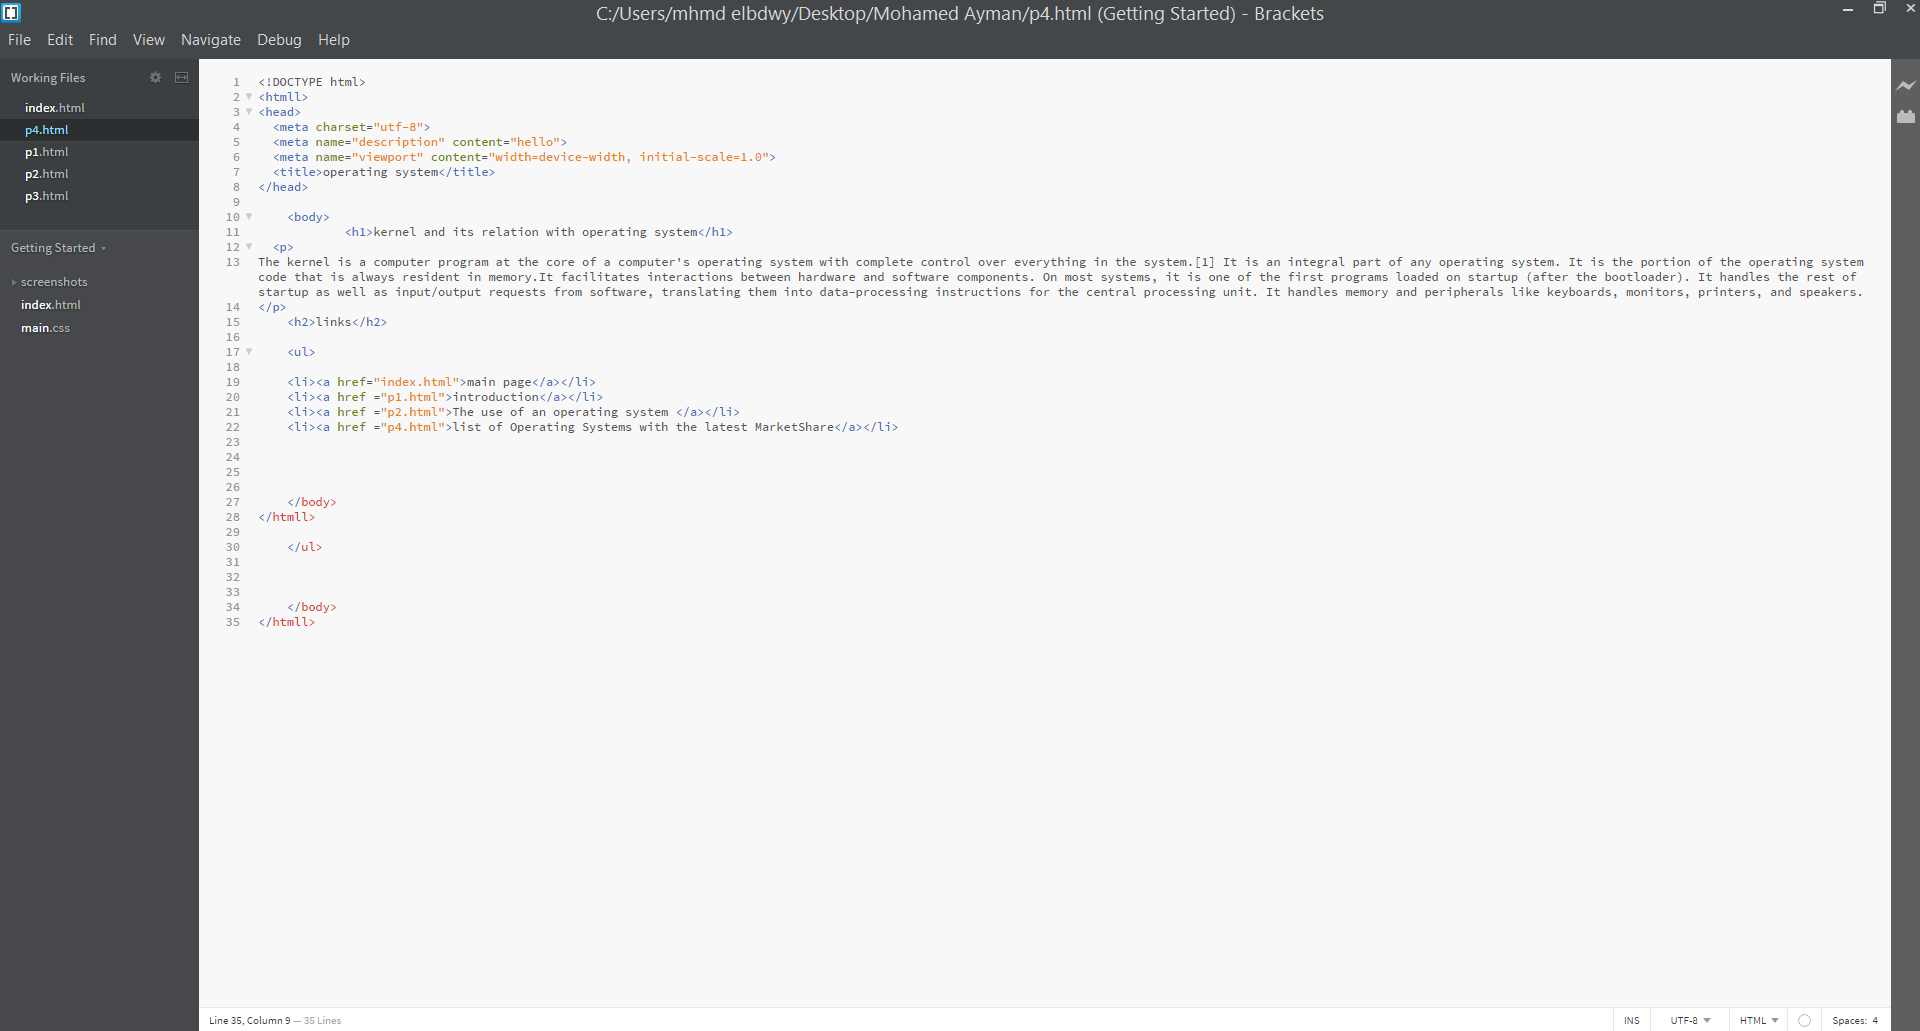 C:/Users/mhmd elbdwy/Desktop/Mohamed Ayman/p4.html (Getting Started) - Brackets
File Edit Find View Navigate Debug Help
Working Files
index.html
p4.html
p1.html
p2.html
p3.html
Getting Started
screenshots
index.html
main.css
1 <!DOCTYPE html>
2 <htmll>
3 <head>
4 <meta charset="utf-8">
5 <meta name="description" content="hello">
6 <meta name="viewport" content="width=device-width, initial-scale=1.0">
7 <title>operating system</title>
8 </head>
9
10 <body>
11 <h1>kernel and its relation with operating system</h1>
12 <p>
13 The kernel is a computer program at the core of a computer's operating system with complete control over everything in the system.[1] It is an integral part of any operating system. It is the portion of the operating system
code that is always resident in memory.It facilitates interactions between hardware and software components. On most systems, it is one of the first programs loaded on startup (after the bootloader). It handles the rest of
startup as well as input/output requests from software, translating them into data-processing instructions for the central processing unit. It handles memory and peripherals like keyboards, monitors, printers, and speakers.
14 </p>
15 <h2>links</h2>
16
17 <ul>
18
19 <li><a href="index.html">main page</a></li>
20 <li><a href ="p1.html">introduction</a></li>
21 <li><a href ="p2.html">The use of an operating system </a></li>
22 <li><a href ="p4.html">list of Operating Systems with the latest MarketShare</a></li>
23
24
25
26
27 </body>
28 </htmll>
29
30 </ul>
31
32
33
34 </body>
35 </htmll>
Line 35, Column 9 — 35 Lines
INS UTF-8 HTML Spaces: 4